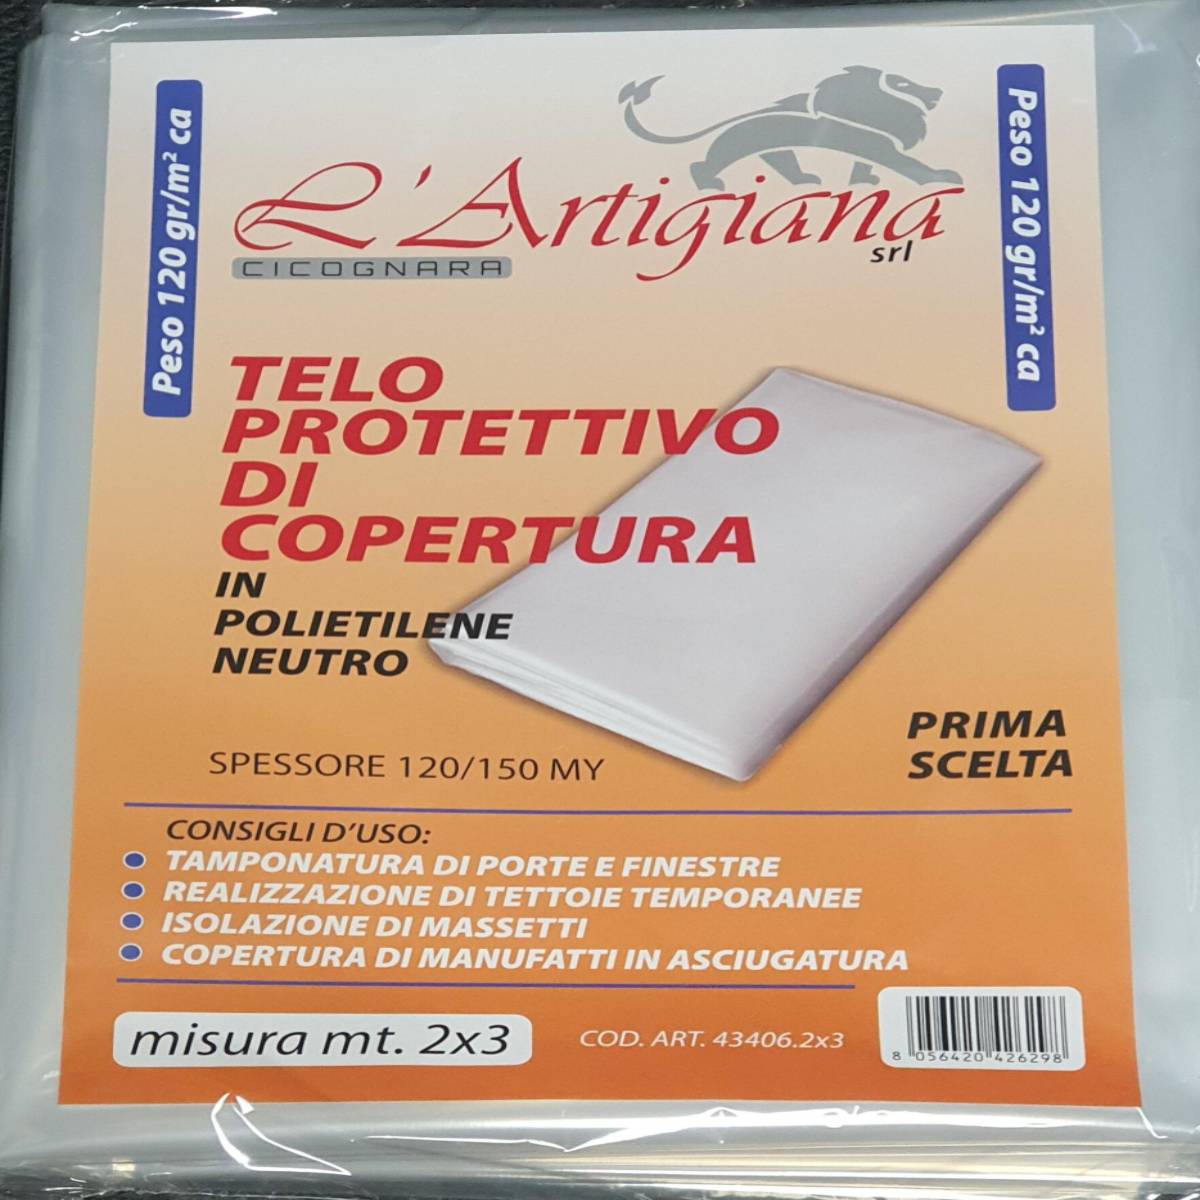 Peso 120 gr/m² ca
Peso 120 gr/m² ca
L'Artigiana
srl
CICOGNARA
TELO
PROTETTIVO
DI
COPERTURA
IN
POLIETILENE
NEUTRO
PRIMA
SCELTA
SPESSORE 120/150 MY
CONSIGLI D'USO:
TAMPONATURA DI PORTE E FINESTRE
REALIZZAZIONE DI TETTOIE TEMPORANEE
ISOLAZIONE DI MASSETTI
COPERTURA DI MANUFATTI IN ASCIUGATURA
misura mt. 2x3
COD. ART. 43406.2x3
8 056420 426298